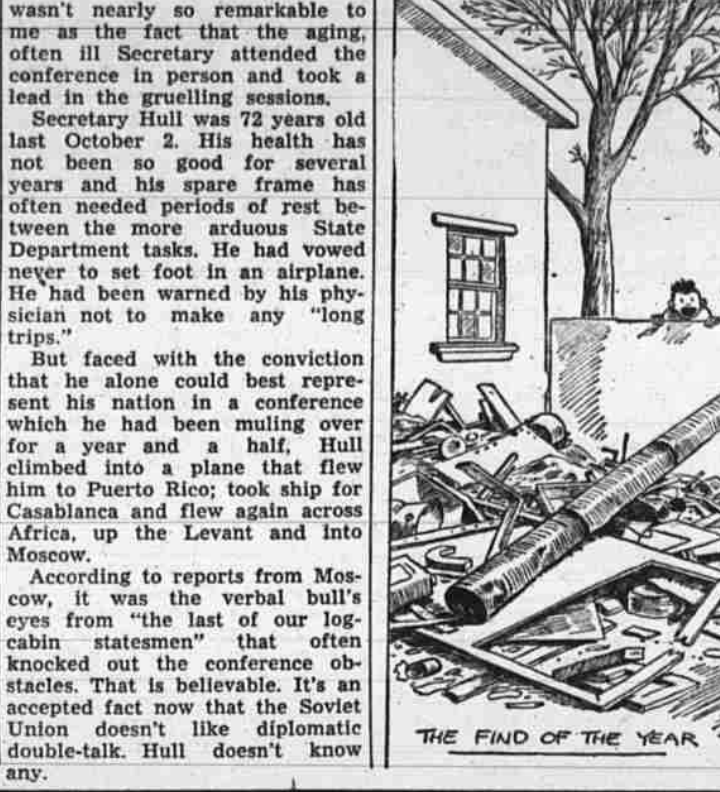 wasn't nearly so remarkable to
me as the fact that the aging,
often ill Secretary attended the
conference in person and took a
lead in the gruelling sessions.
Secretary Hull was 72 years old
last October 2. His health has
not been so good for several
years and his spare frame has
often needed periods of rest be-
tween the more arduous State
Department tasks. He had vowed
never to set foot in an airplane.
He had been warned by his phy-
sician not to make any "long
trips."
But faced with the conviction
that he alone could best repre-
sent his nation in a conference
which he had been muling over
for a year and a half, Hull
climbed into a plane that flew
him to Puerto Rico; took ship for
Casablanca and flew again across
Africa, up the Levant and into
Moscow.
According to reports from Mos-
cow, it was the verbal bull's
eyes from "the last of our log-
cabin statesmen" that often
knocked out the conference ob-
stacles. That is believable. It's an
accepted fact now that the Soviet
Union doesn't like diplomatic
double-talk. Hull doesn't know
any.
THE FIND OF THE YEAR